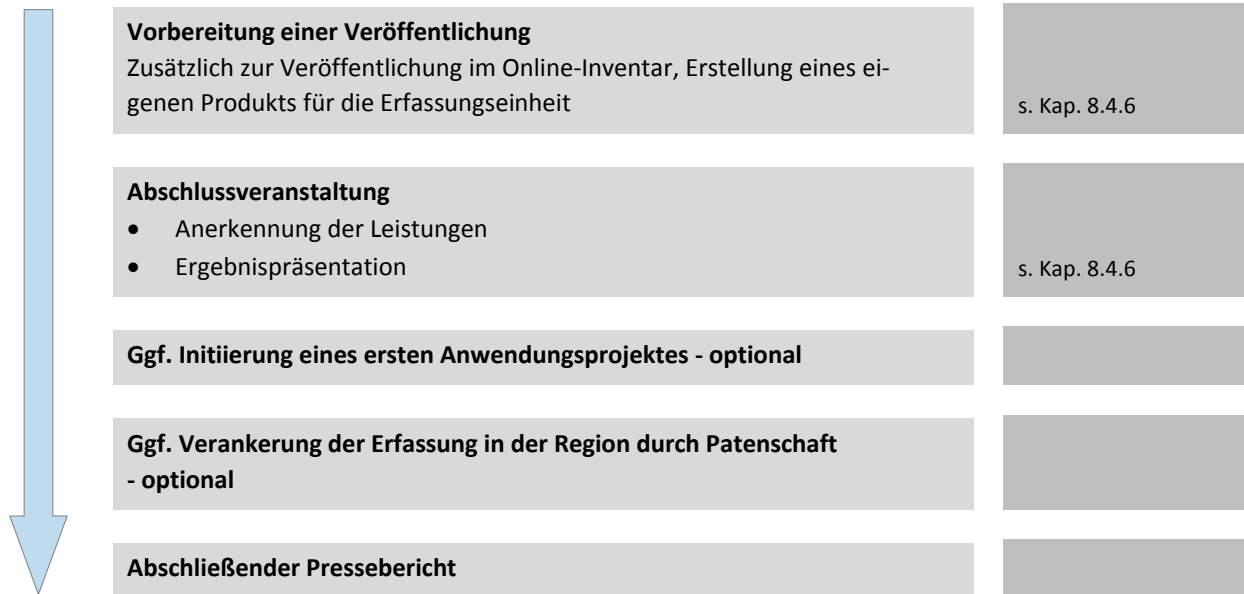 Vorbereitung einer Veröffentlichung
Zusätzlich zur Veröffentlichung im Online-Inventar, Erstellung eines ei-
genen Produkts für die Erfassungseinheit
s. Kap. 8.4.6
Abschlussveranstaltung
• Anerkennung der Leistungen
• Ergebnispräsentation
s. Kap. 8.4.6
Ggf. Initiierung eines ersten Anwendungsprojektes - optional
Ggf. Verankerung der Erfassung in der Region durch Patenschaft
- optional
Abschließender Pressebericht